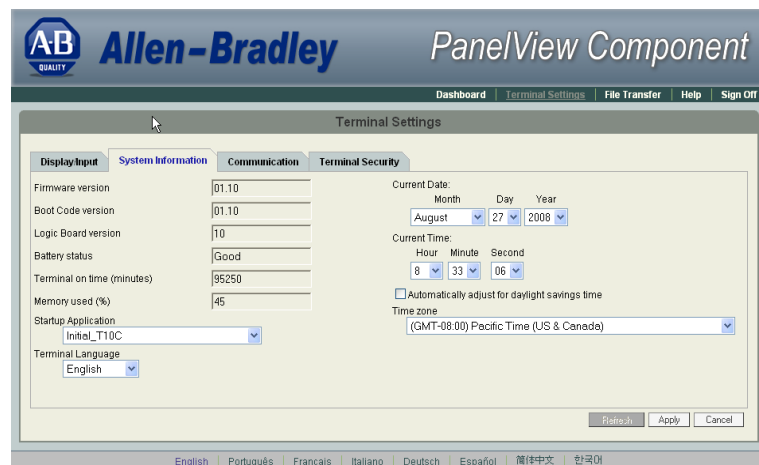 A·B
QUALITY
Allen-Bradley
PanelView Component
Dashboard | Terminal Settings | File Transfer | Help | Sign Off
Terminal Settings
Display/Input System Information Communication Terminal Security
Firmware version 01.10
Boot Code version 01.10
Logic Board version 10
Battery status Good
Terminal on time (minutes) 95250
Memory used (%) 45
Startup Application
Initial_T10C
Terminal Language
English
Current Date:
Month Day Year
August 27 2008
Current Time:
Hour Minute Second
8 33 06
Automatically adjust for daylight savings time
Time zone
(GMT-08:00) Pacific Time (US & Canada)
Refresh Apply Cancel
English | Português | Francais | Italiano | Deutsch | Español | 简体中文 | 한국어